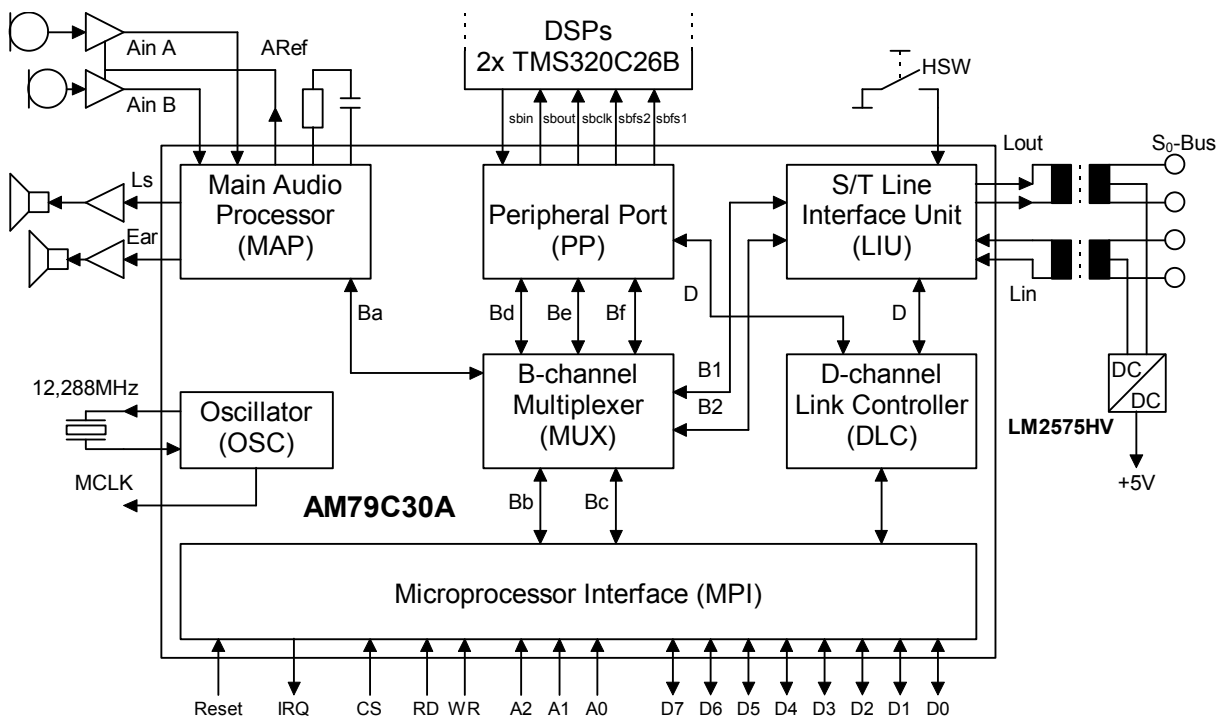 DSPs
2x TMS320C26B
Ain A
ARef
Ain B
sbin
sbout
sbclk
sbfs2
sbfs1
HSW
Lout
S₀-Bus
Ls
Ear
Main Audio
Processor
(MAP)
Peripheral Port
(PP)
S/T Line
Interface Unit
(LIU)
Lin
Ba
Bd
Be
Bf
D
D
B1
B2
12,288MHz
Oscillator
(OSC)
MCLK
B-channel
Multiplexer
(MUX)
D-channel
Link Controller
(DLC)
DC
DC
LM2575HV
+5V
AM79C30A
Bb
Bc
Microprocessor Interface (MPI)
Reset
IRQ
CS
RD
WR
A2
A1
A0
D7
D6
D5
D4
D3
D2
D1
D0